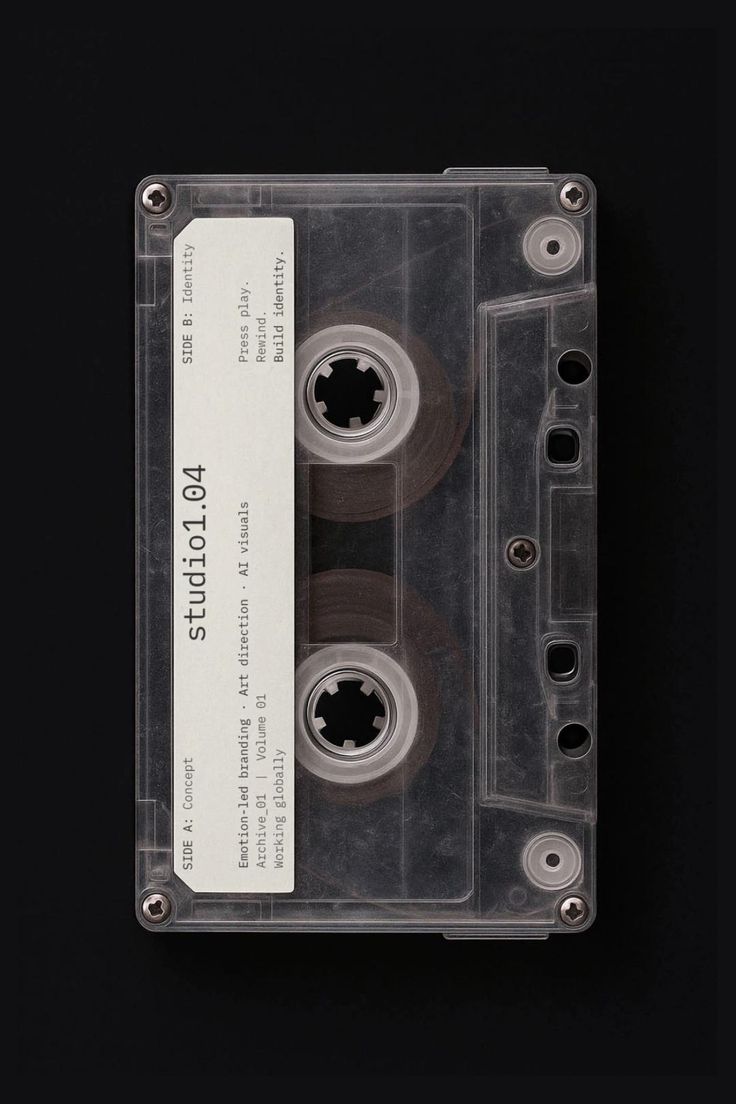 SIDE A: Concept
SIDE B: Identity
studio1.04
Emotion-led branding · Art direction · AI visuals
Archive_01 | Volume 01
Working globally
Press play.
Rewind.
Build identity.